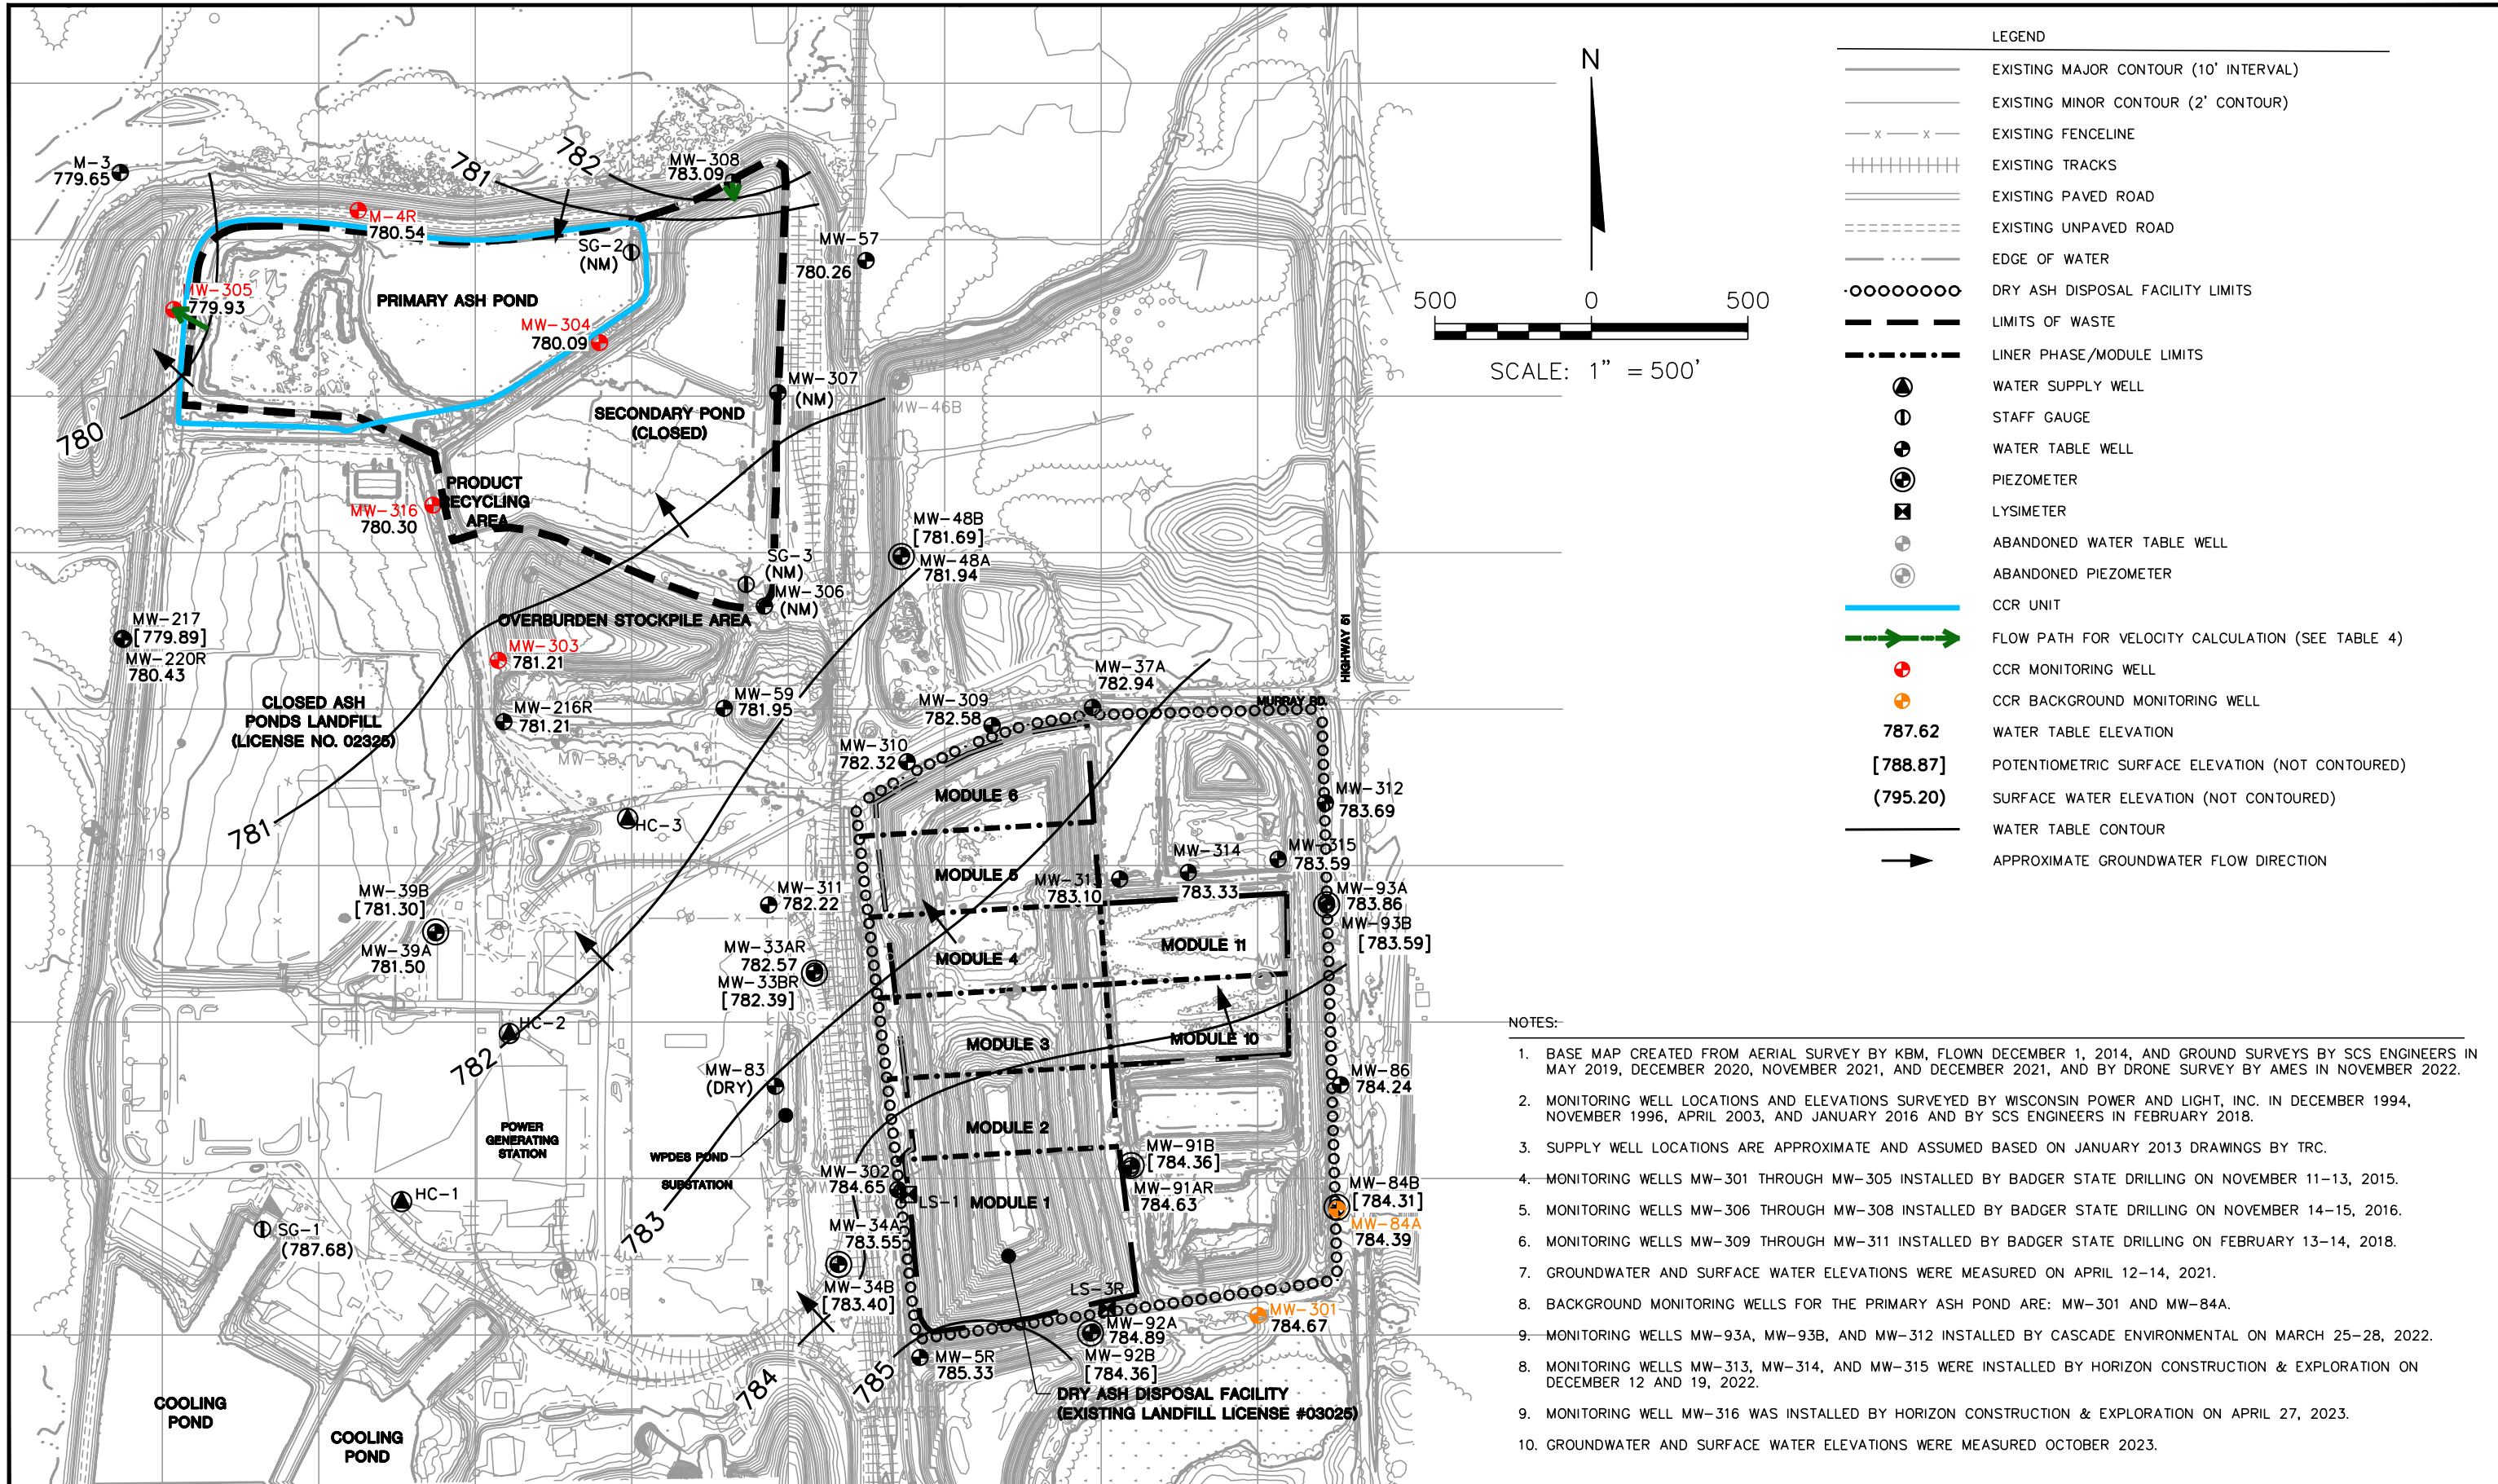 M-3
779.65
781
782
MW-308
783.09
M-4R
780.54
SG-2
(NM)
MW-57
780.26
MW-305
779.93
PRIMARY ASH POND
MW-304
780.09
MW-307
(NM)
MW-46A
MW-46B
SECONDARY POND
(CLOSED)
780
PRODUCT
RECYCLING
AREA
MW-316
780.30
MW-48B
[781.69]
MW-48A
781.94
SG-3
(NM)
MW-306
(NM)
OVERBURDEN STOCKPILE AREA
MW-217
[779.89]
MW-220R
780.43
MW-303
781.21
CLOSED ASH
PONDS LANDFILL
(LICENSE NO. 02325)
MW-216R
781.21
MW-59
781.95
MW-58
MW-309
782.58
MW-37A
782.94
MURRAY RD.
HIGHWAY 51
MW-310
782.32
MODULE 6
MW-312
783.69
781
HC-3
MW-315
783.59
MW-314
783.33
MODULE 5
MW-313
783.10
MW-39B
[781.30]
MW-39A
781.50
MW-311
782.22
MW-93A
783.86
MW-93B
[783.59]
MW-33AR
782.57
MW-33BR
[782.39]
MODULE 4
MODULE 11
HC-2
782
MODULE 3
MODULE 10
MW-83
(DRY)
MW-86
784.24
POWER
GENERATING
STATION
MODULE 2
WPDES POND
SUBSTATION
MW-302
784.65
LS-1
MODULE 1
MW-91B
[784.36]
MW-91AR
784.63
MW-84B
[784.31]
MW-84A
784.39
HC-1
SG-1
(787.68)
783
MW-34A
783.55
MW-34B
[783.40]
MW-40B
LS-3R
MW-301
784.67
MW-92A
784.89
MW-92B
[784.36]
MW-5R
785.33
784
785
DRY ASH DISPOSAL FACILITY
(EXISTING LANDFILL LICENSE #03025)
COOLING
POND
COOLING
POND
N
500 0 500
SCALE: 1" = 500'
LEGEND
EXISTING MAJOR CONTOUR (10' INTERVAL)
EXISTING MINOR CONTOUR (2' CONTOUR)
EXISTING FENCELINE
EXISTING TRACKS
EXISTING PAVED ROAD
EXISTING UNPAVED ROAD
EDGE OF WATER
DRY ASH DISPOSAL FACILITY LIMITS
LIMITS OF WASTE
LINER PHASE/MODULE LIMITS
WATER SUPPLY WELL
STAFF GAUGE
WATER TABLE WELL
PIEZOMETER
LYSIMETER
ABANDONED WATER TABLE WELL
ABANDONED PIEZOMETER
CCR UNIT
FLOW PATH FOR VELOCITY CALCULATION (SEE TABLE 4)
CCR MONITORING WELL
CCR BACKGROUND MONITORING WELL
787.62 WATER TABLE ELEVATION
[788.87] POTENTIOMETRIC SURFACE ELEVATION (NOT CONTOURED)
(795.20) SURFACE WATER ELEVATION (NOT CONTOURED)
WATER TABLE CONTOUR
APPROXIMATE GROUNDWATER FLOW DIRECTION
NOTES:
1. BASE MAP CREATED FROM AERIAL SURVEY BY KBM, FLOWN DECEMBER 1, 2014, AND GROUND SURVEYS BY SCS ENGINEERS IN
MAY 2019, DECEMBER 2020, NOVEMBER 2021, AND DECEMBER 2021, AND BY DRONE SURVEY BY AMES IN NOVEMBER 2022.
2. MONITORING WELL LOCATIONS AND ELEVATIONS SURVEYED BY WISCONSIN POWER AND LIGHT, INC. IN DECEMBER 1994,
NOVEMBER 1996, APRIL 2003, AND JANUARY 2016 AND BY SCS ENGINEERS IN FEBRUARY 2018.
3. SUPPLY WELL LOCATIONS ARE APPROXIMATE AND ASSUMED BASED ON JANUARY 2013 DRAWINGS BY TRC.
4. MONITORING WELLS MW-301 THROUGH MW-305 INSTALLED BY BADGER STATE DRILLING ON NOVEMBER 11-13, 2015.
5. MONITORING WELLS MW-306 THROUGH MW-308 INSTALLED BY BADGER STATE DRILLING ON NOVEMBER 14-15, 2016.
6. MONITORING WELLS MW-309 THROUGH MW-311 INSTALLED BY BADGER STATE DRILLING ON FEBRUARY 13-14, 2018.
7. GROUNDWATER AND SURFACE WATER ELEVATIONS WERE MEASURED ON APRIL 12-14, 2021.
8. BACKGROUND MONITORING WELLS FOR THE PRIMARY ASH POND ARE: MW-301 AND MW-84A.
9. MONITORING WELLS MW-93A, MW-93B, AND MW-312 INSTALLED BY CASCADE ENVIRONMENTAL ON MARCH 25-28, 2022.
8. MONITORING WELLS MW-313, MW-314, AND MW-315 WERE INSTALLED BY HORIZON CONSTRUCTION & EXPLORATION ON
DECEMBER 12 AND 19, 2022.
9. MONITORING WELL MW-316 WAS INSTALLED BY HORIZON CONSTRUCTION & EXPLORATION ON APRIL 27, 2023.
10. GROUNDWATER AND SURFACE WATER ELEVATIONS WERE MEASURED OCTOBER 2023.